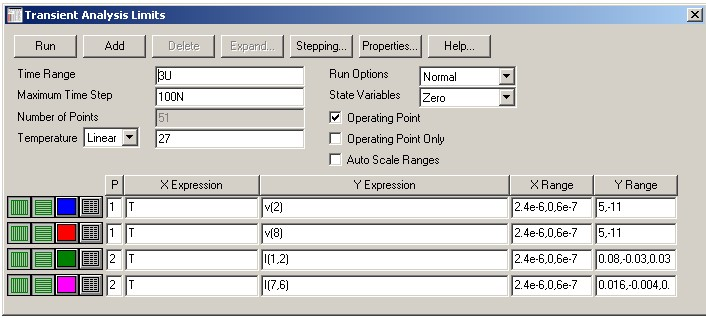 Transient Analysis Limits
Run Add Delete Expand... Stepping... Properties... Help...
Time Range 3U Run Options Normal
Maximum Time Step 100N State Variables Zero
Number of Points 51 Operating Point
Temperature Linear 27 Operating Point Only
Auto Scale Ranges
P X Expression Y Expression X Range Y Range
1 T v(2) 2.4e-6,0,6e-7 5,-11
1 T v(8) 2.4e-6,0,6e-7 5,-11
2 T I(1,2) 2.4e-6,0,6e-7 0.08,-0.03,0.03
2 T I(7,6) 2.4e-6,0,6e-7 0.016,-0.004,0.